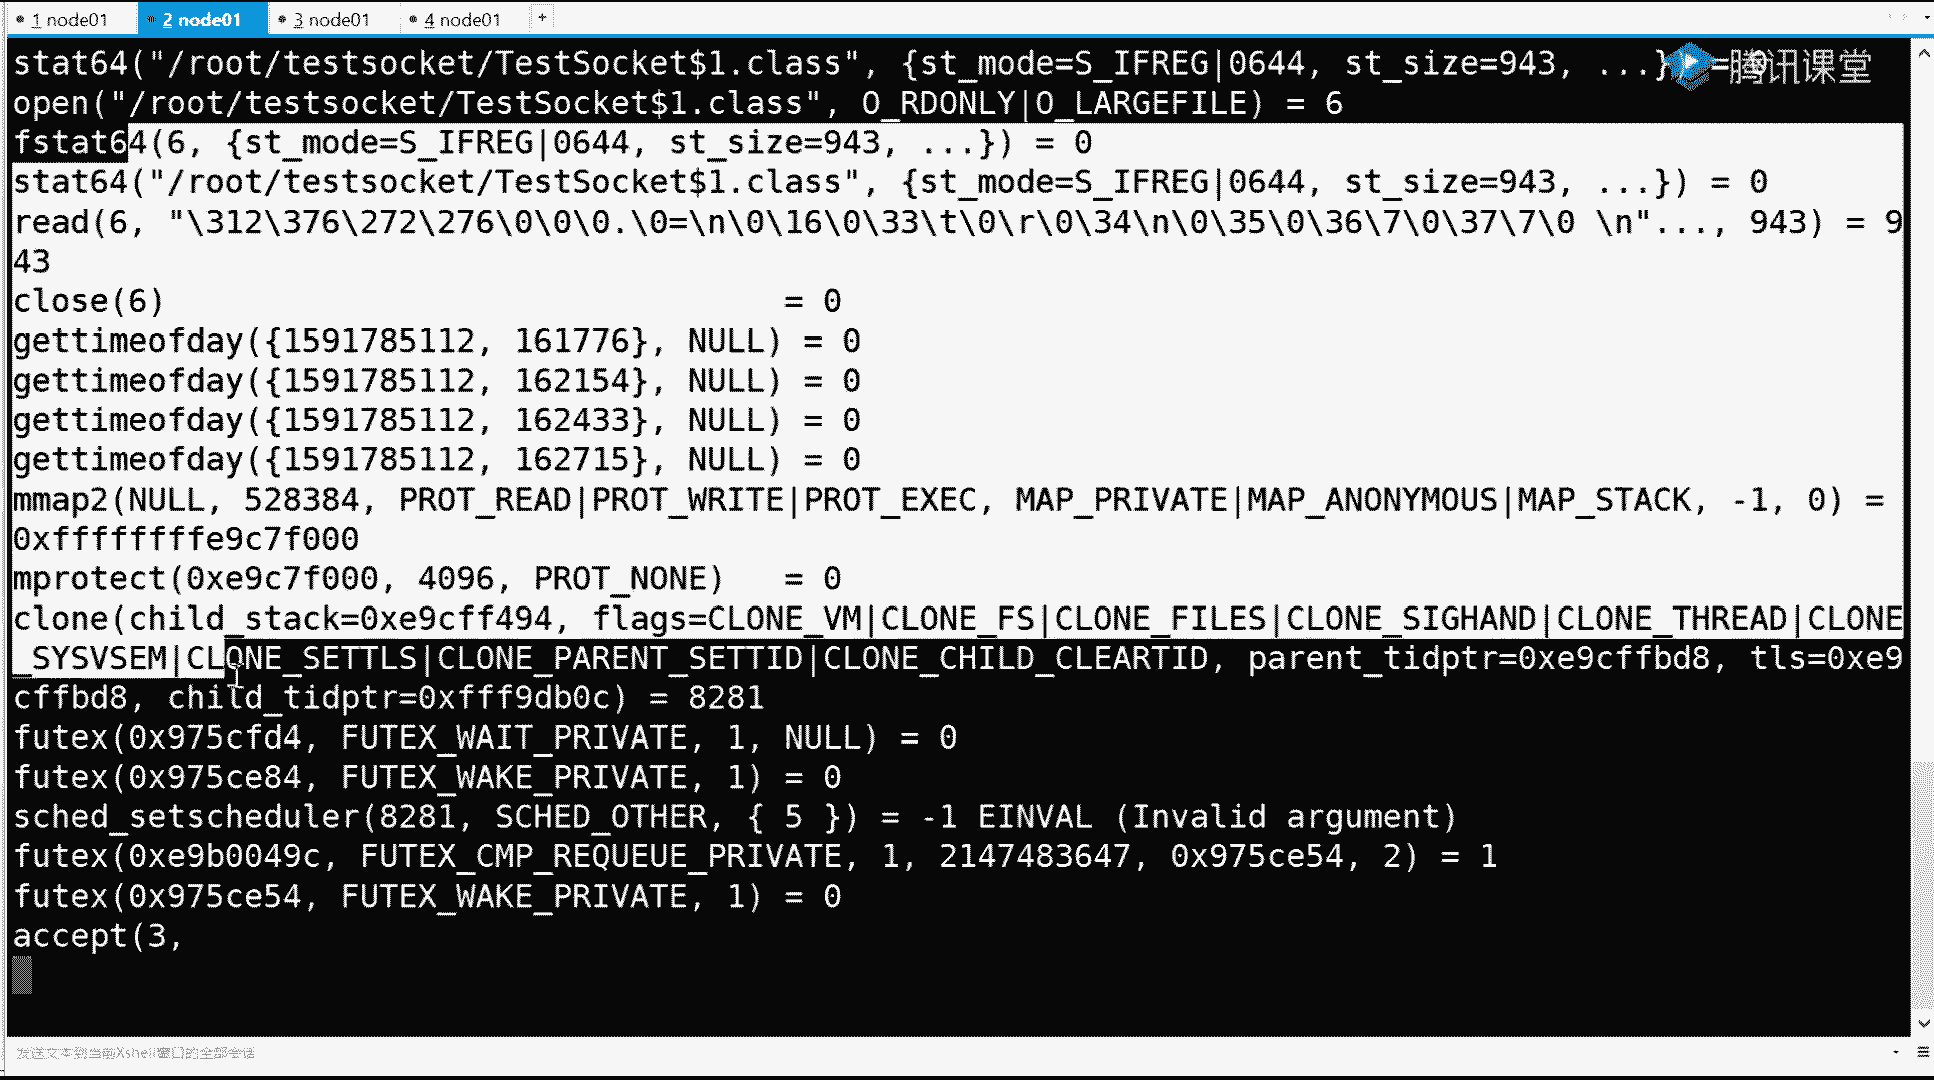 1 node01 2 node01 3 node01 4 node01 +
stat64("/root/testsocket/TestSocket$1.class", {st_mode=S_IFREG|0644, st_size=943, ...}) = 0
腾讯课堂
open("/root/testsocket/TestSocket$1.class", O_RDONLY|O_LARGEFILE) = 6
fstat64(6, {st_mode=S_IFREG|0644, st_size=943, ...}) = 0
stat64("/root/testsocket/TestSocket$1.class", {st_mode=S_IFREG|0644, st_size=943, ...}) = 0
read(6, "\312\376\272\276\0\0\0.\0=\n\0\16\0\33\t\0\r\0\34\n\0\35\0\36\7\0\37\7\0 \n"..., 943) = 9
43
close(6)                                = 0
gettimeofday({1591785112, 161776}, NULL) = 0
gettimeofday({1591785112, 162154}, NULL) = 0
gettimeofday({1591785112, 162433}, NULL) = 0
gettimeofday({1591785112, 162715}, NULL) = 0
mmap2(NULL, 528384, PROT_READ|PROT_WRITE|PROT_EXEC, MAP_PRIVATE|MAP_ANONYMOUS|MAP_STACK, -1, 0) =
0xffffffffe9c7f000
mprotect(0xe9c7f000, 4096, PROT_NONE)   = 0
clone(child_stack=0xe9cff494, flags=CLONE_VM|CLONE_FS|CLONE_FILES|CLONE_SIGHAND|CLONE_THREAD|CLONE
_SYSVSEM|CLONE_SETTLS|CLONE_PARENT_SETTID|CLONE_CHILD_CLEARTID, parent_tidptr=0xe9cffbd8, tls=0xe9
cffbd8, child_tidptr=0xfff9db0c) = 8281
futex(0x975cfd4, FUTEX_WAIT_PRIVATE, 1, NULL) = 0
futex(0x975ce84, FUTEX_WAKE_PRIVATE, 1) = 0
sched_setscheduler(8281, SCHED_OTHER, { 5 }) = -1 EINVAL (Invalid argument)
futex(0xe9b0049c, FUTEX_CMP_REQUEUE_PRIVATE, 1, 2147483647, 0x975ce54, 2) = 1
futex(0x975ce54, FUTEX_WAKE_PRIVATE, 1) = 0
accept(3,
发送文本到当前Xshell窗口的全部会话